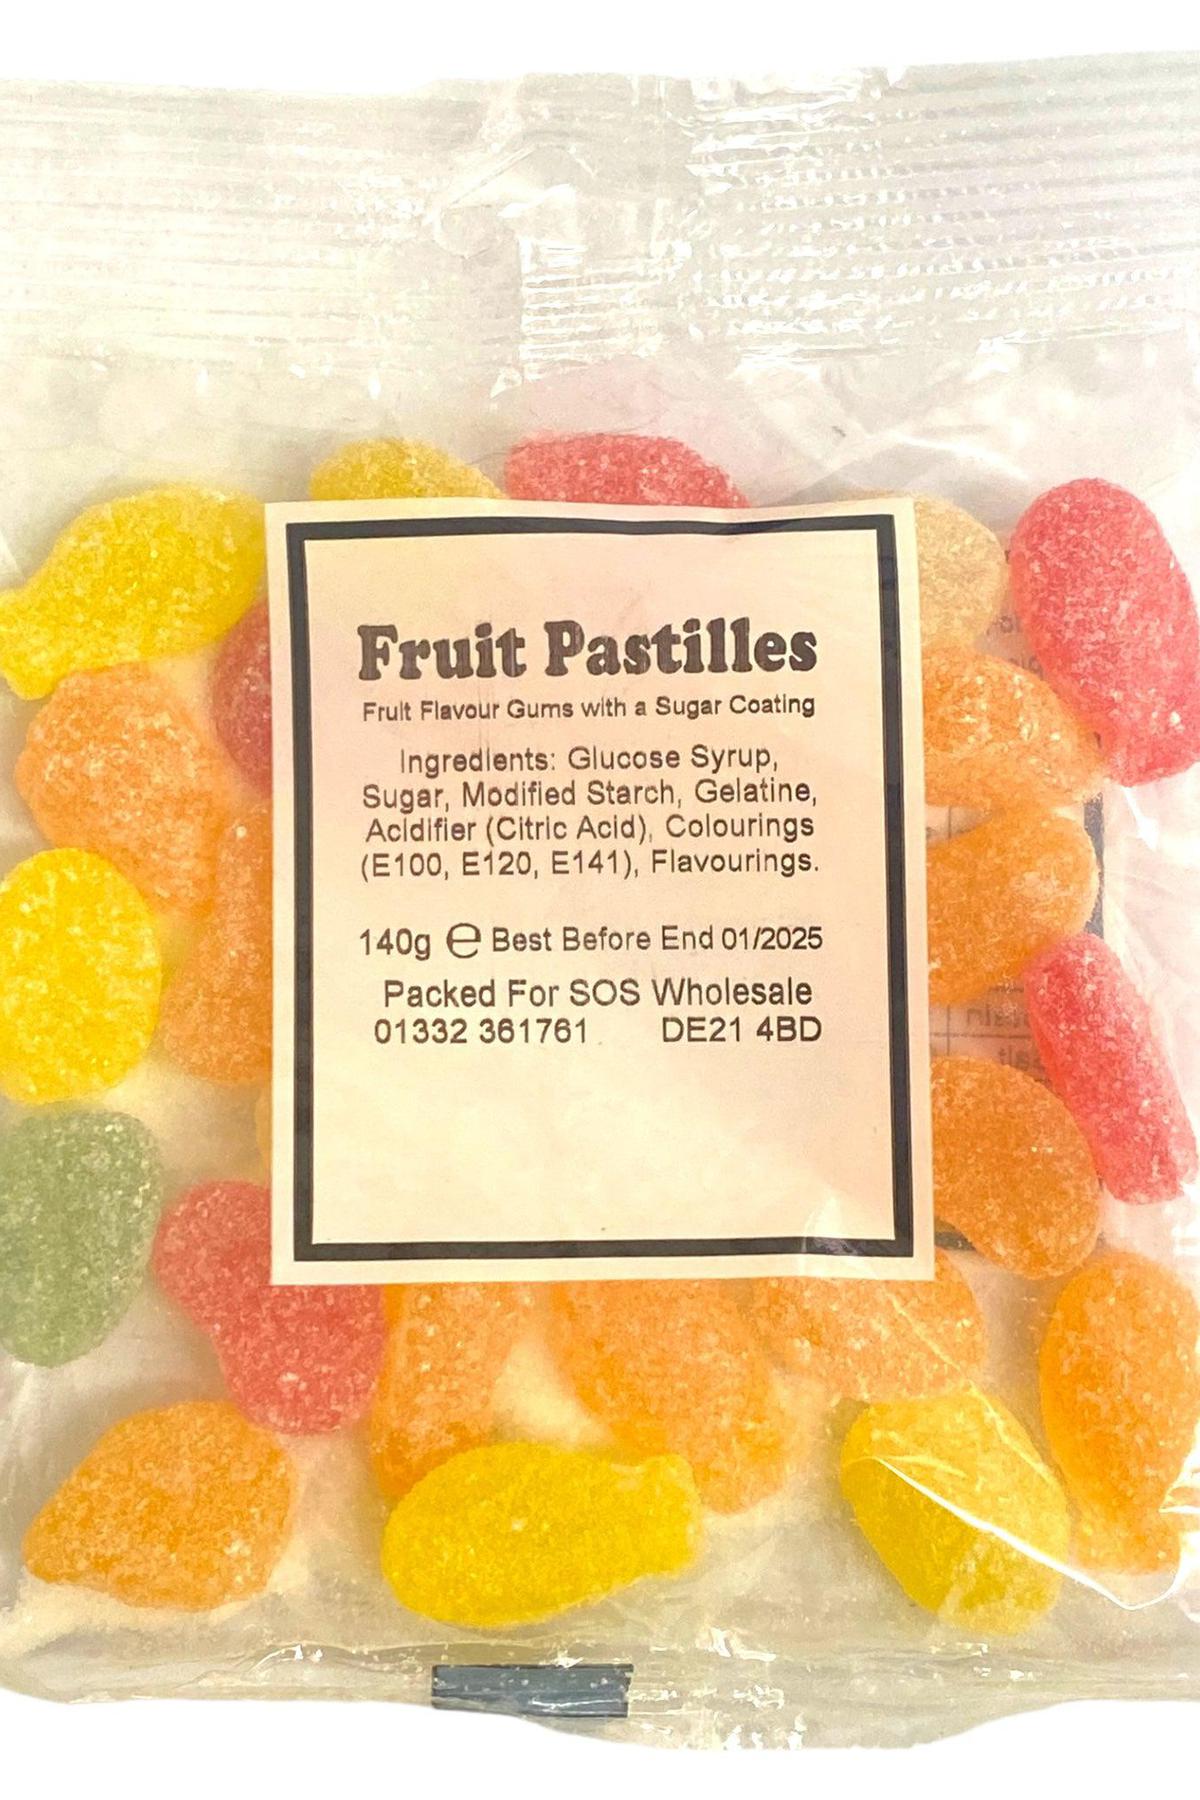 Fruit Pastilles
Fruit Flavour Gums with a Sugar Coating
Ingredients: Glucose Syrup,
Sugar, Modified Starch, Gelatine,
Acidifier (Citric Acid), Colourings
(E100, E120, E141), Flavourings.
140g ℮ Best Before End 01/2025
Packed For SOS Wholesale
01332 361761 DE21 4BD